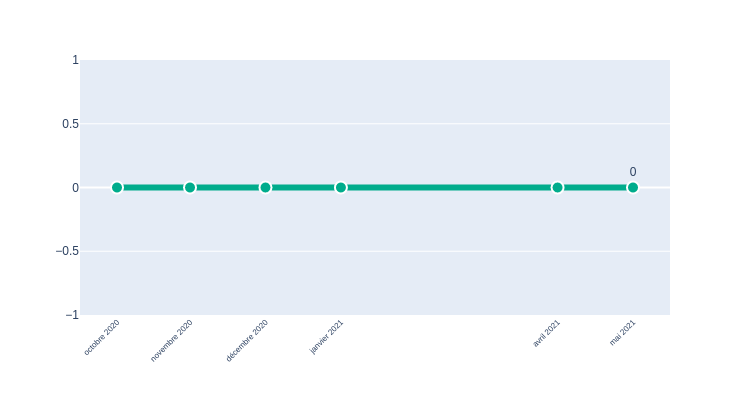 1
0.5
0
0
−0.5
−1
octobre 2020
novembre 2020
décembre 2020
janvier 2021
avril 2021
mai 2021